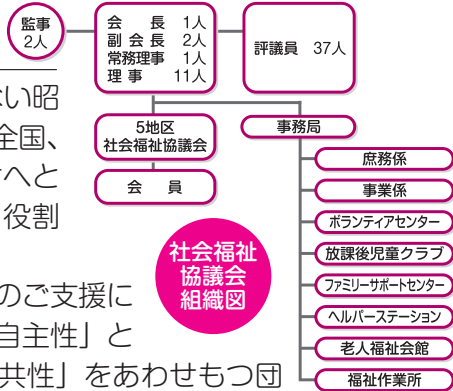 監事
2人
会長 1人
副会長 2人
常務理事 1人
理事 11人
評議員 37人
5地区
社会福祉協議会
会員
事務局
庶務係
事業係
ボランティアセンター
放課後児童クラブ
ファミリーサポートセンター
ヘルパーステーション
老人福祉会館
福祉作業所
社会福祉
協議会
組織図
い昭
全国、
へと
役割
のご支援に
自主性」と
共性」をあわせもつ団